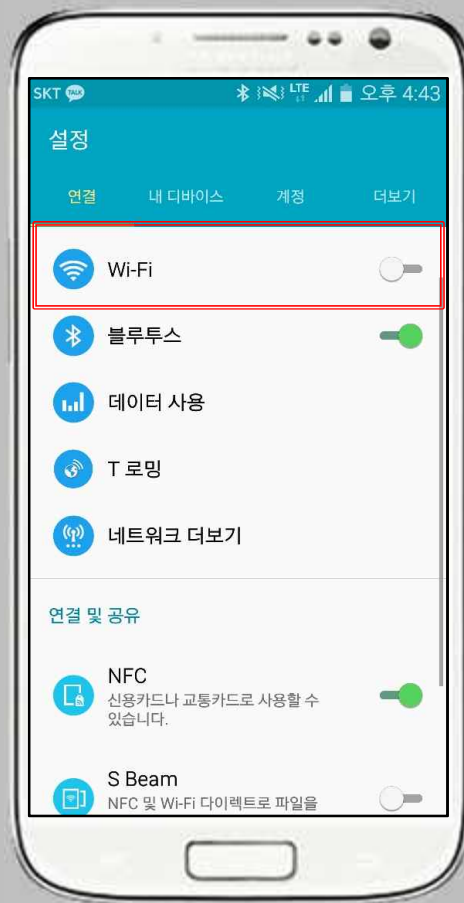 SKT TALK LTE 오후 4:43
설정
연결 내 디바이스 계정 더보기
Wi-Fi
블루투스
데이터 사용
T 로밍
네트워크 더보기
연결 및 공유
NFC
신용카드나 교통카드로 사용할 수
있습니다.
S Beam
NFC 및 Wi-Fi 다이렉트로 파일을